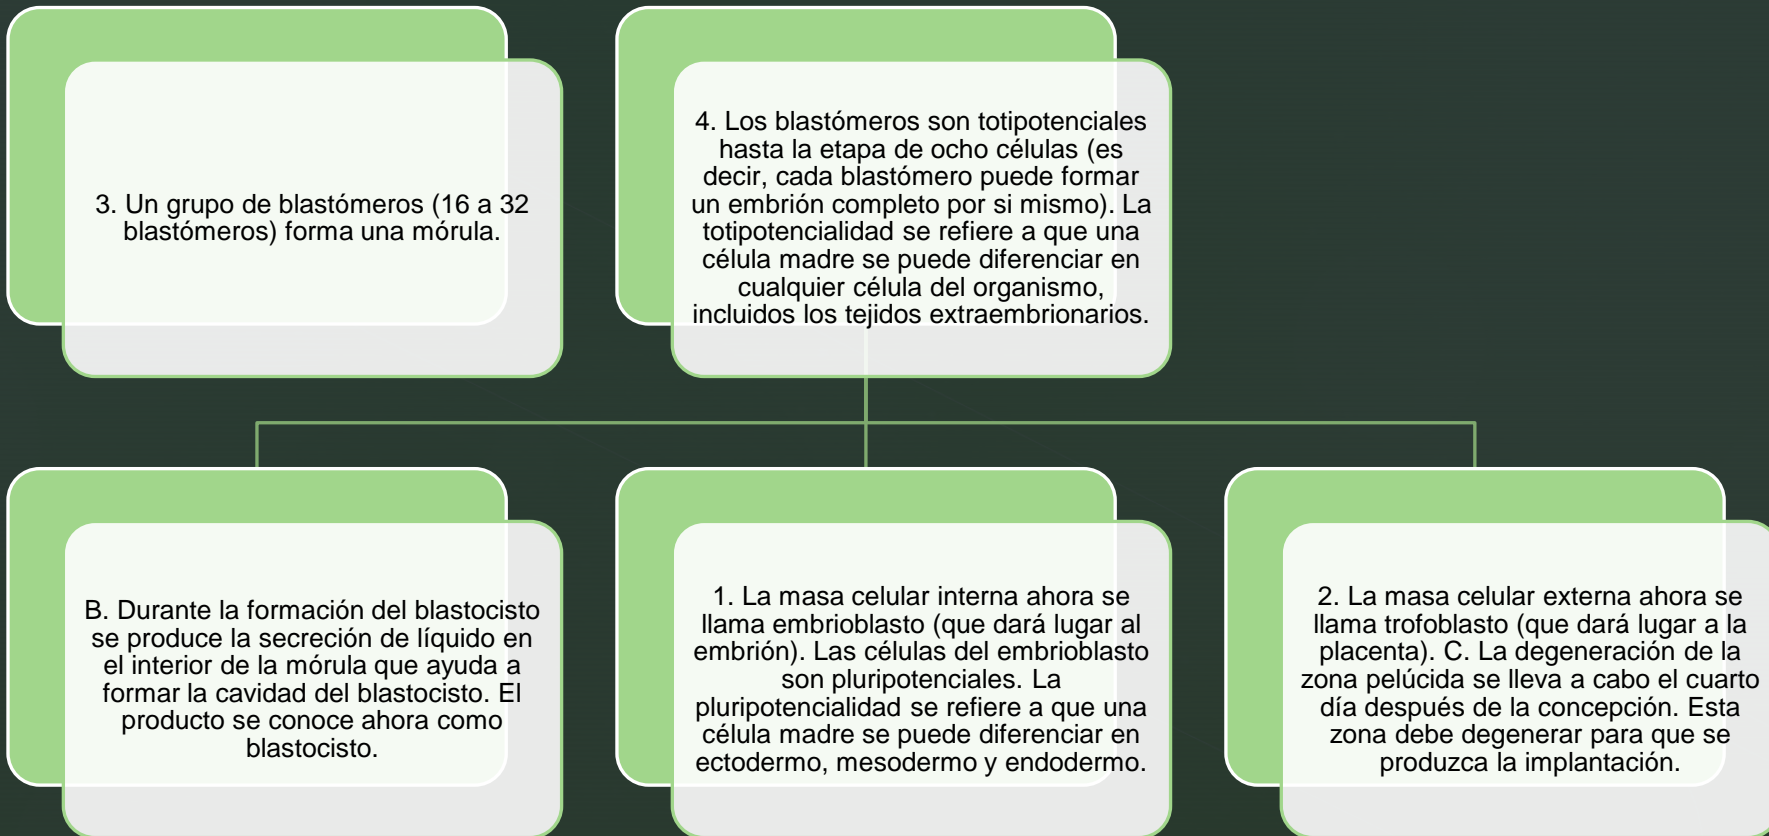 3. Un grupo de blastómeros (16 a 32
blastómeros) forma una mórula.
4. Los blastómeros son totipotenciales
hasta la etapa de ocho células (es
decir, cada blastómero puede formar
un embrión completo por si mismo). La
totipotencialidad se refiere a que una
célula madre se puede diferenciar en
cualquier célula del organismo,
incluidos los tejidos extraembrionarios.
B. Durante la formación del blastocisto
se produce la secreción de líquido en
el interior de la mórula que ayuda a
formar la cavidad del blastocisto. El
producto se conoce ahora como
blastocisto.
1. La masa celular interna ahora se
llama embrioblasto (que dará lugar al
embrión). Las células del embrioblasto
son pluripotenciales. La
pluripotencialidad se refiere a que una
célula madre se puede diferenciar en
ectodermo, mesodermo y endodermo.
2. La masa celular externa ahora se
llama trofoblasto (que dará lugar a la
placenta). C. La degeneración de la
zona pelúcida se lleva a cabo el cuarto
día después de la concepción. Esta
zona debe degenerar para que se
produzca la implantación.